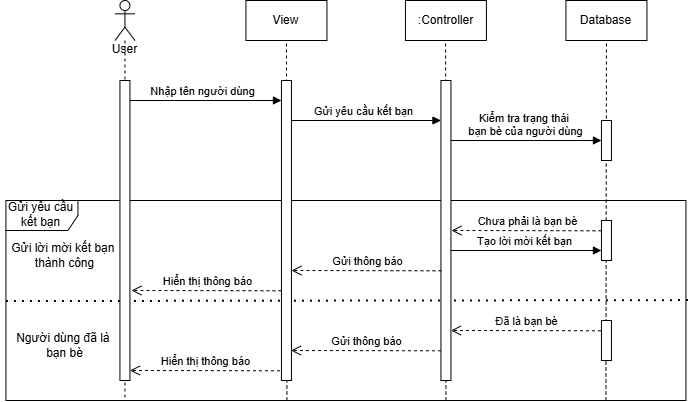 User
View
:Controller
Database
Nhập tên người dùng
Gửi yêu cầu kết bạn
Kiểm tra trạng thái
bạn bè của người dùng
Gửi yêu cầu
kết bạn
Chưa phải là bạn bè
Gửi lời mời kết bạn
thành công
Tạo lời mời kết bạn
Gửi thông báo
Hiển thị thông báo
Đã là bạn bè
Người dùng đã là
bạn bè
Gửi thông báo
Hiển thị thông báo